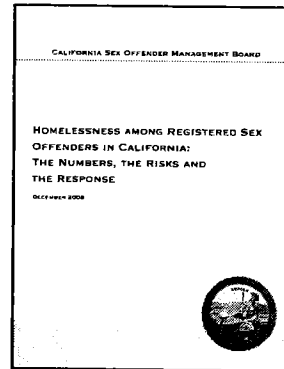 CALIFORNIA SEX OFFENDER MANAGEMENT BOARD
HOMELESSNESS AMONG REGISTERED SEX
OFFENDERS IN CALIFORNIA:
THE NUMBERS, THE RISKS AND
THE RESPONSE
DECEMBER 2008